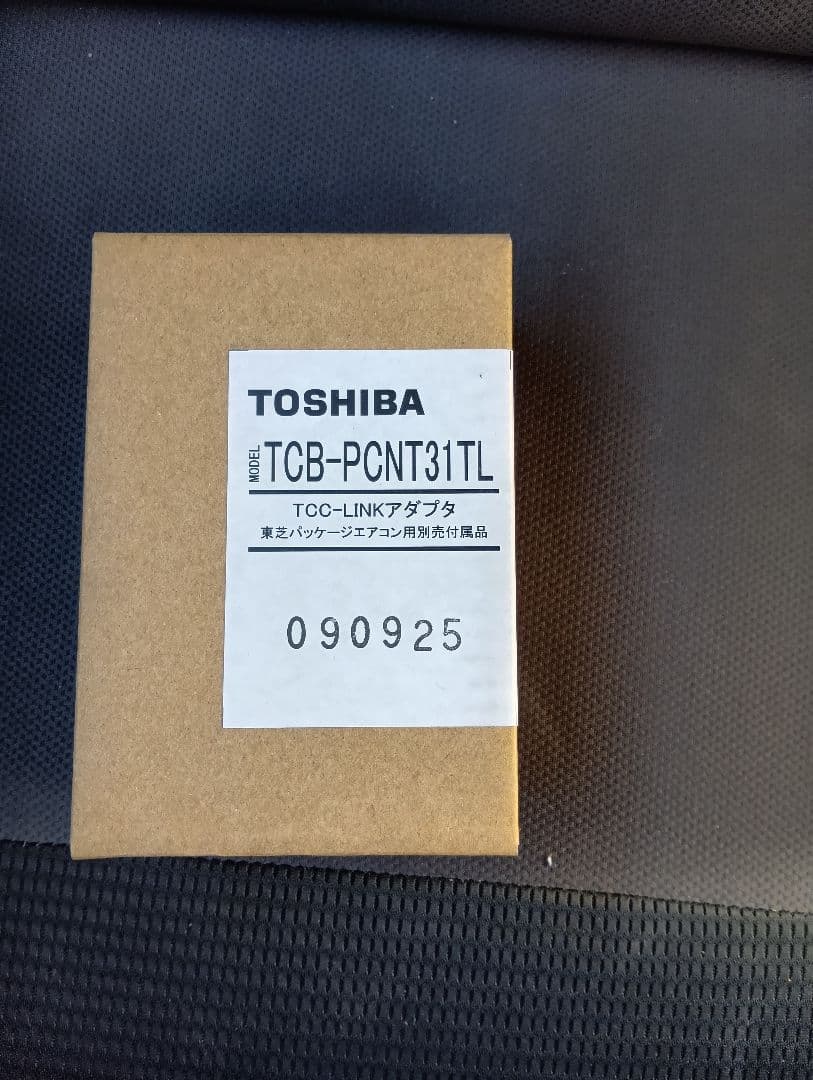 TOSHIBA
MODEL TCB-PCNT31TL
TCC-LINKアダプタ
東芝パッケージエアコン用別売付属品
090925